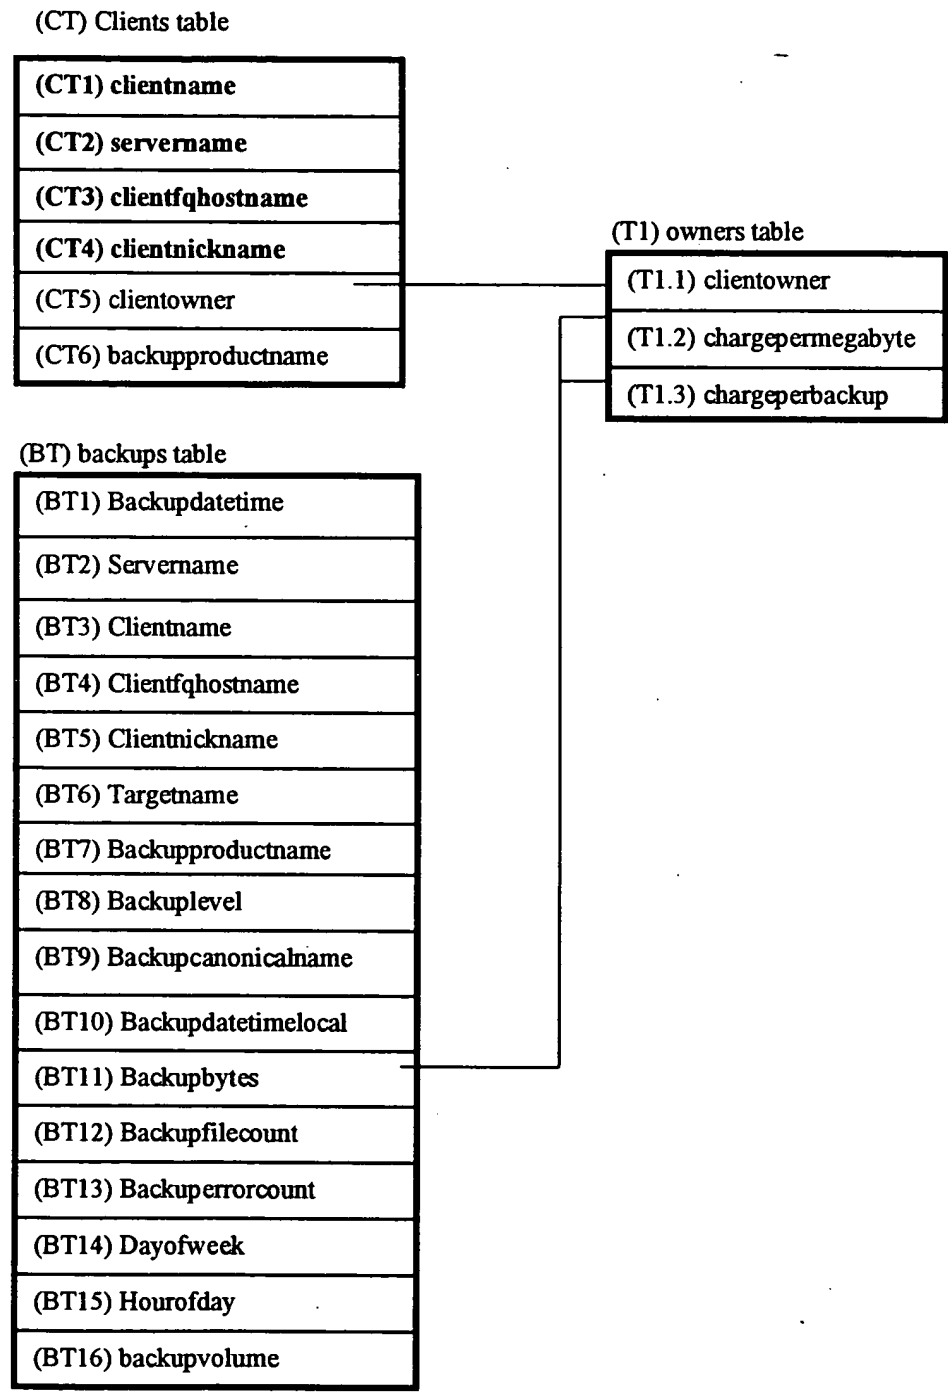 (CT) Clients table
(CT1) clientname
(CT2) servername
(CT3) clientfqhostname
(CT4) clientnickname
(CT5) clientowner
(CT6) backupproductname
(T1) owners table
(T1.1) clientowner
(T1.2) chargepermegabyte
(T1.3) chargeperbackup
(BT) backups table
(BT1) Backupdatetime
(BT2) Servername
(BT3) Clientname
(BT4) Clientfqhostname
(BT5) Clientnickname
(BT6) Targetname
(BT7) Backupproductname
(BT8) Backuplevel
(BT9) Backupcanonicalname
(BT10) Backupdatetimelocal
(BT11) Backupbytes
(BT12) Backupfilecount
(BT13) Backuperrorcount
(BT14) Dayofweek
(BT15) Hourofday
(BT16) backupvolume